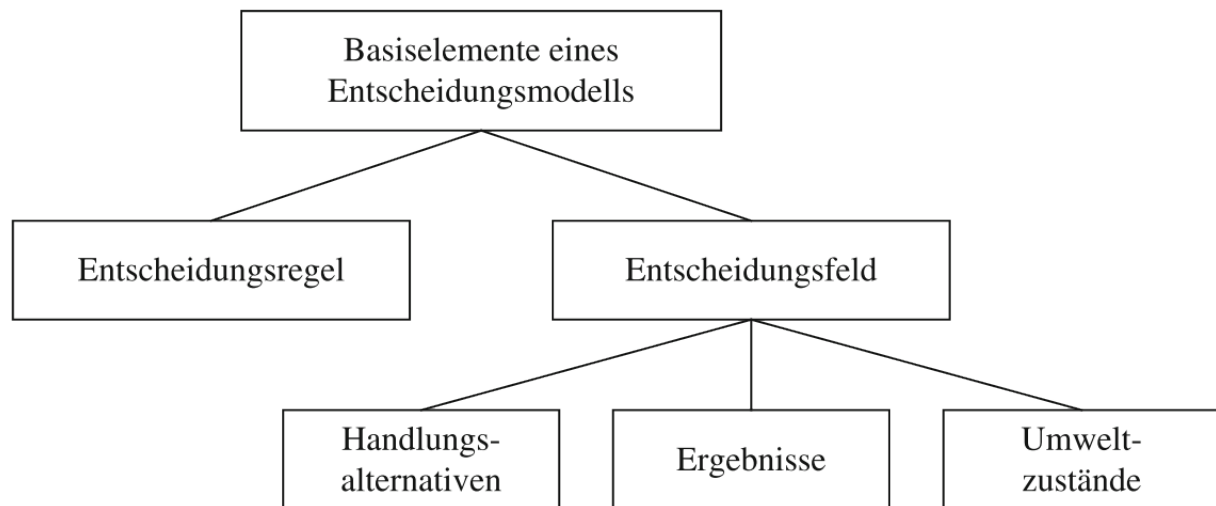 Basiselemente eines
Entscheidungsmodells
Entscheidungsregel
Entscheidungsfeld
Handlungs-
alternativen
Ergebnisse
Umwelt-
zustände